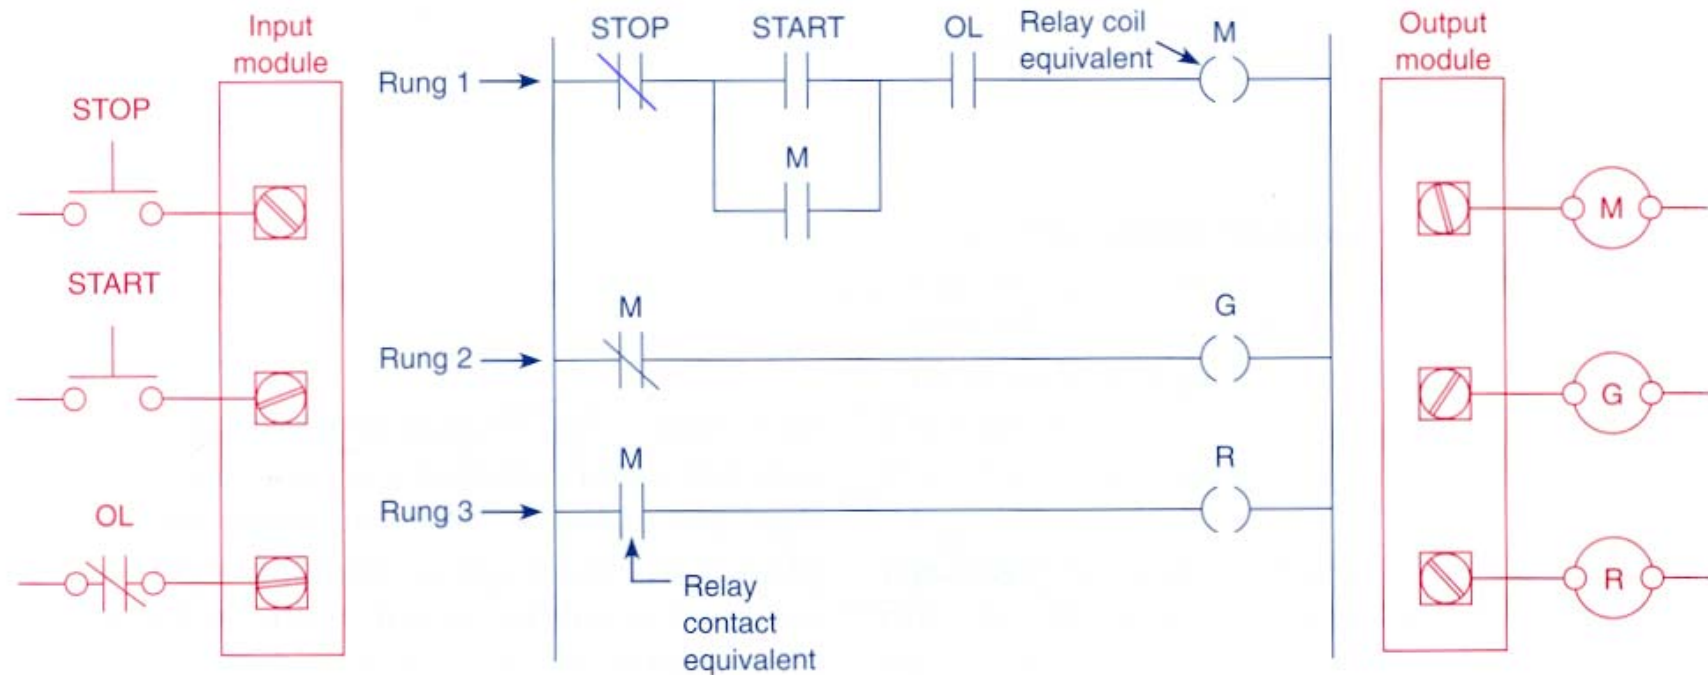 Input
module
STOP
START
OL
Rung 1
STOP
START
OL
Relay coil
equivalent
M
M
Rung 2
M
G
Rung 3
M
R
Relay
contact
equivalent
Output
module
M
G
R